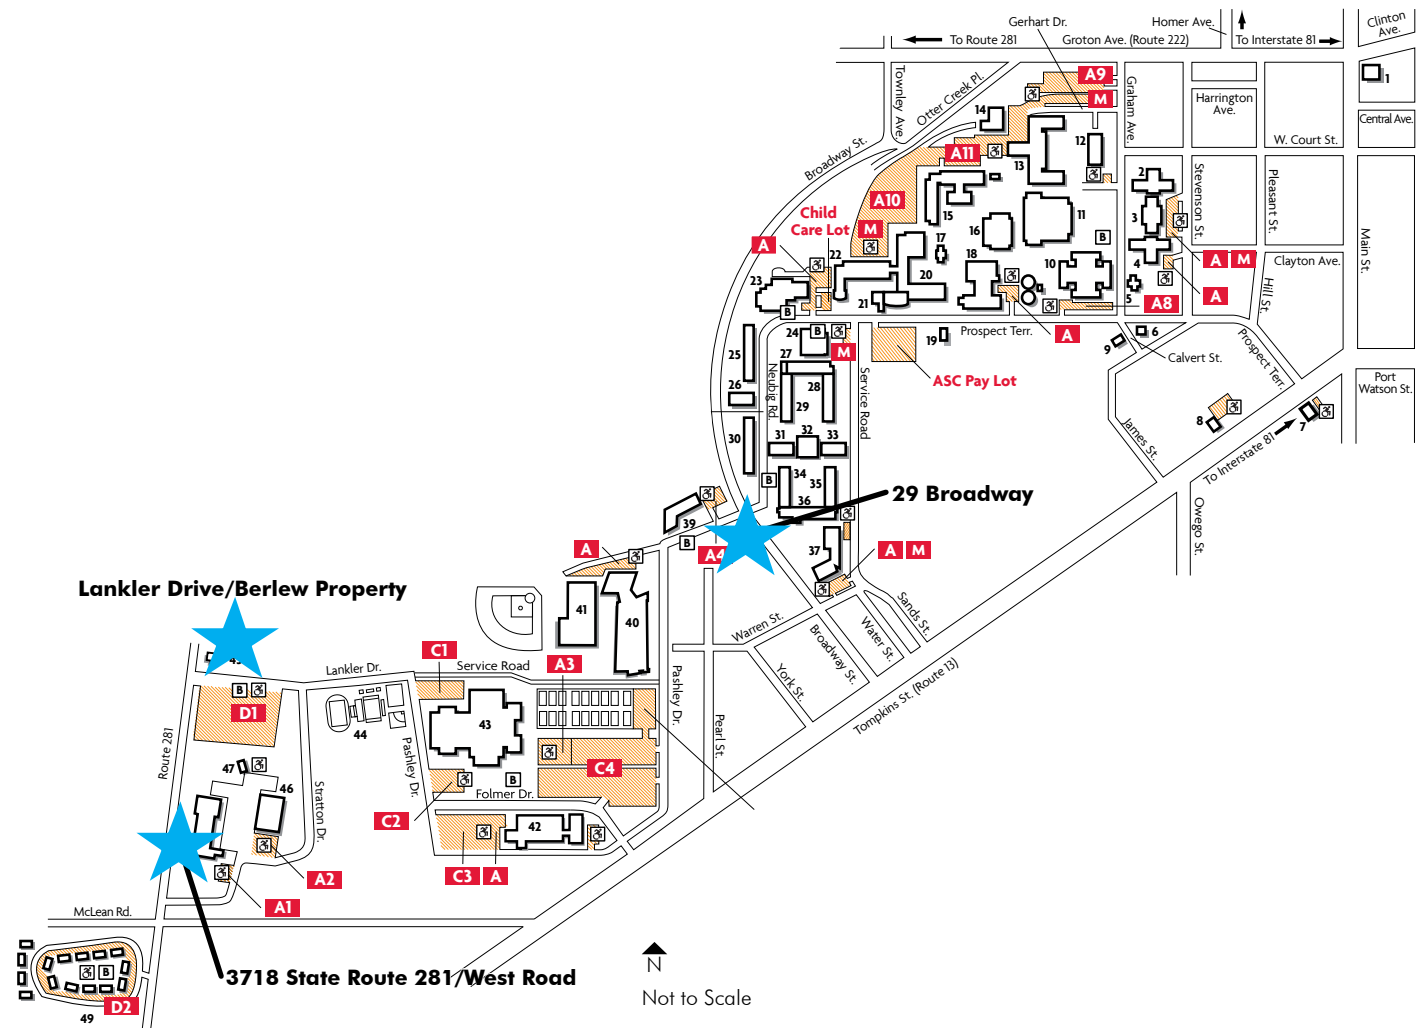 Gerhart Dr.
Homer Ave.
Clinton
Ave.
To Route 281
Groton Ave. (Route 222)
To Interstate 81
Townley Ave.
Otter Creek Pl.
A9
M
Graham Ave.
Harrington
Ave.
1
Central Ave.
W. Court St.
14
12
13
A11
Broadway St.
2
Stevenson St.
Pleasant St.
A10
Child
Care Lot
M
15
16
11
3
B
17
Main St.
A
22
18
10
4
A M
Clayton Ave.
23
20
21
5
A8
A
Hill St.
B
24
B
M
19
Prospect Terr.
A
6
9
Calvert St.
Prospect Terr.
25
27
Neubig Rd.
28
Service Road
ASC Pay Lot
Port
Watson St.
26
29
8
7
30
31
32
33
James St.
To Interstate 81
B
34
35
36
29 Broadway
Owego St.
39
B
A4
37
A M
A
Lankler Drive/Berlew Property
41
40
Warren St.
Sands St.
Water St.
Broadway St.
York St.
C1
Lankler Dr.
Service Road
A3
Pashley Dr.
B
D1
44
43
Pearl St.
Tompkins St. (Route 13)
Route 281
Pashley Dr.
47
46
Stratton Dr.
B
C4
Folmer Dr.
C2
42
A2
C3 A
A1
McLean Rd.
3718 State Route 281/West Road
N
Not to Scale
B
D2
49